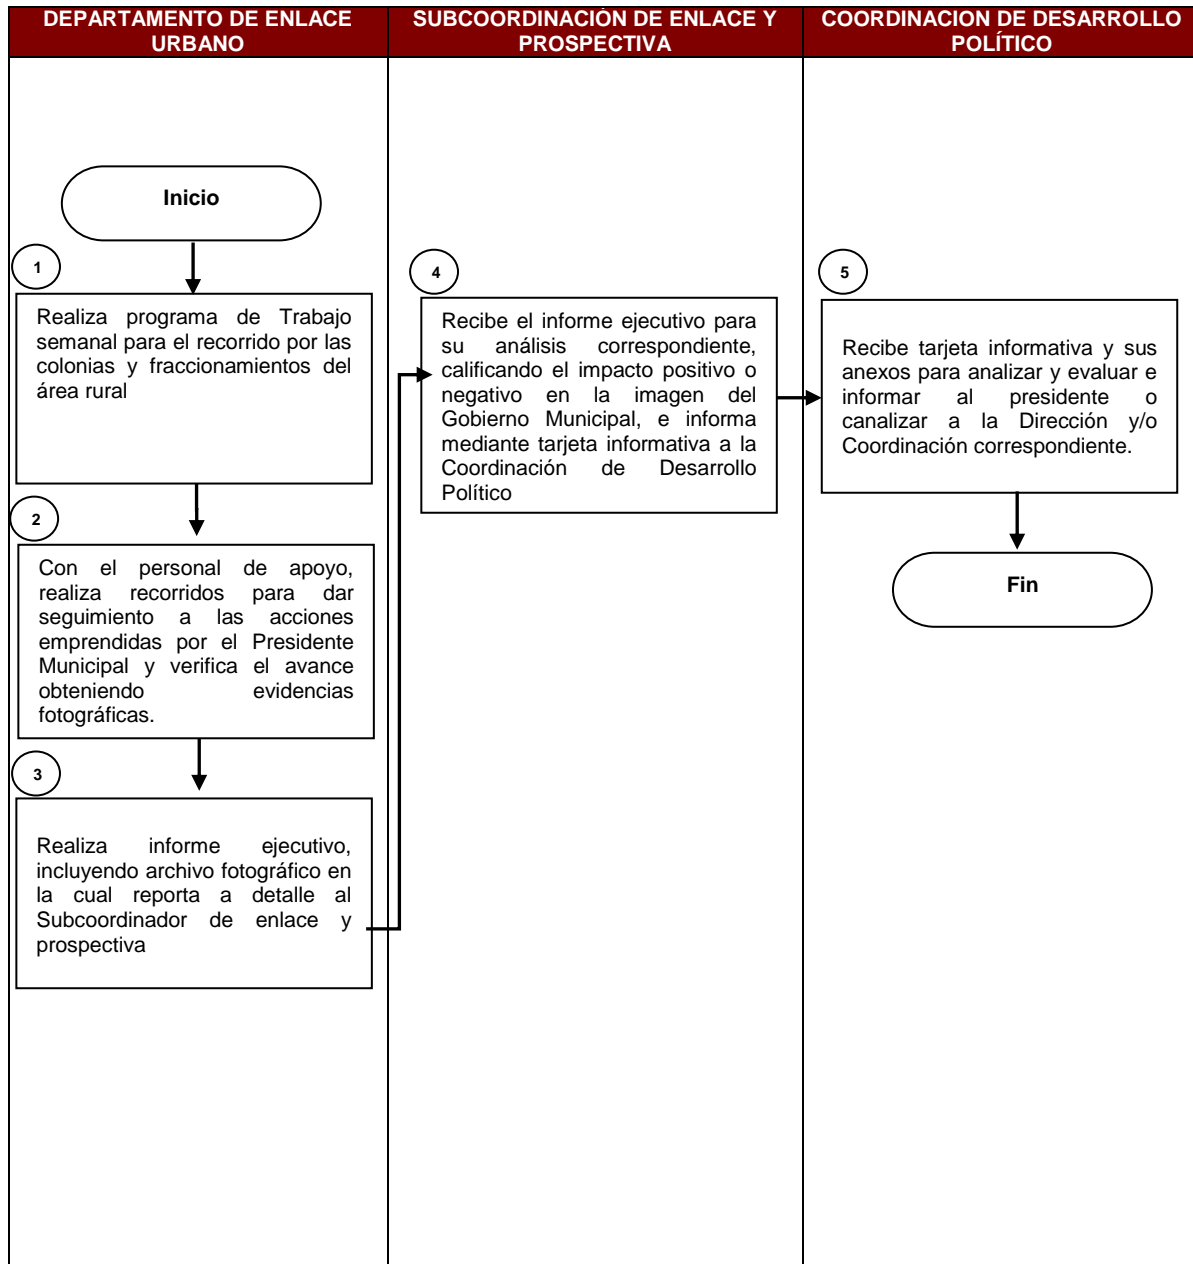 DEPARTAMENTO DE ENLACE
URBANO
SUBCOORDINACIÓN DE ENLACE Y
PROSPECTIVA
COORDINACION DE DESARROLLO
POLÍTICO
Inicio
1
Realiza programa de Trabajo
semanal para el recorrido por las
colonias y fraccionamientos del
área rural
2
Con el personal de apoyo,
realiza recorridos para dar
seguimiento a las acciones
emprendidas por el Presidente
Municipal y verifica el avance
obteniendo evidencias
fotográficas.
3
Realiza informe ejecutivo,
incluyendo archivo fotográfico en
la cual reporta a detalle al
Subcoordinador de enlace y
prospectiva
4
Recibe el informe ejecutivo para
su análisis correspondiente,
calificando el impacto positivo o
negativo en la imagen del
Gobierno Municipal, e informa
mediante tarjeta informativa a la
Coordinación de Desarrollo
Político
5
Recibe tarjeta informativa y sus
anexos para analizar y evaluar e
informar al presidente o
canalizar a la Dirección y/o
Coordinación correspondiente.
Fin